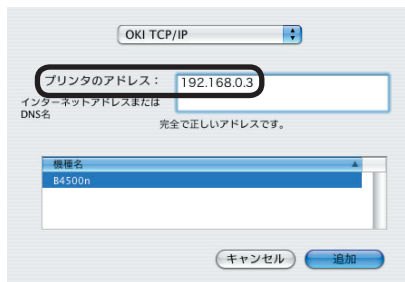 OKI TCP/IP
プリンタのアドレス：
192.168.0.3
インターネットアドレスまたは
DNS名
完全で正しいアドレスです。
機種名
B4500n
キャンセル
追加